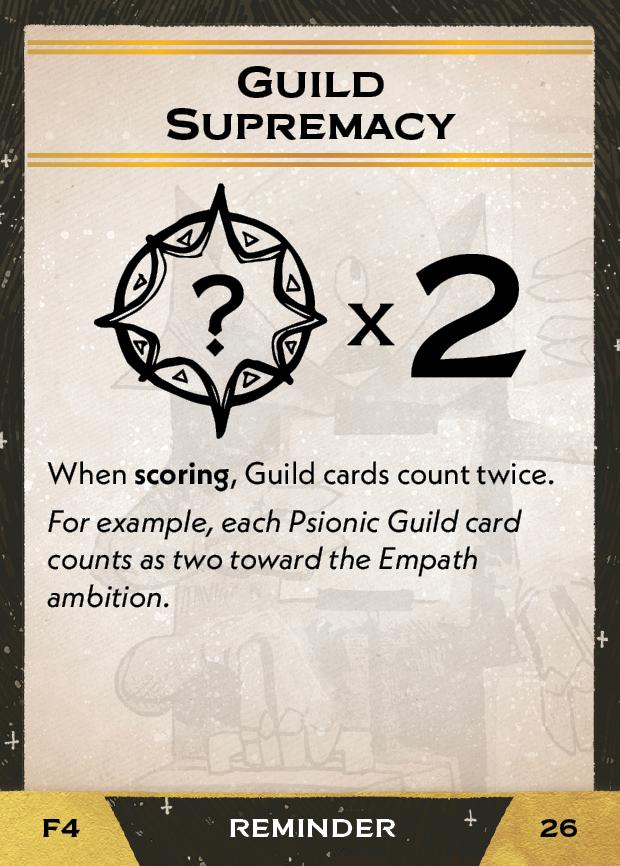 GUILD
SUPREMACY
? x 2
When scoring, Guild cards count twice.
For example, each Psionic Guild card
counts as two toward the Empath
ambition.
F4 REMINDER 26